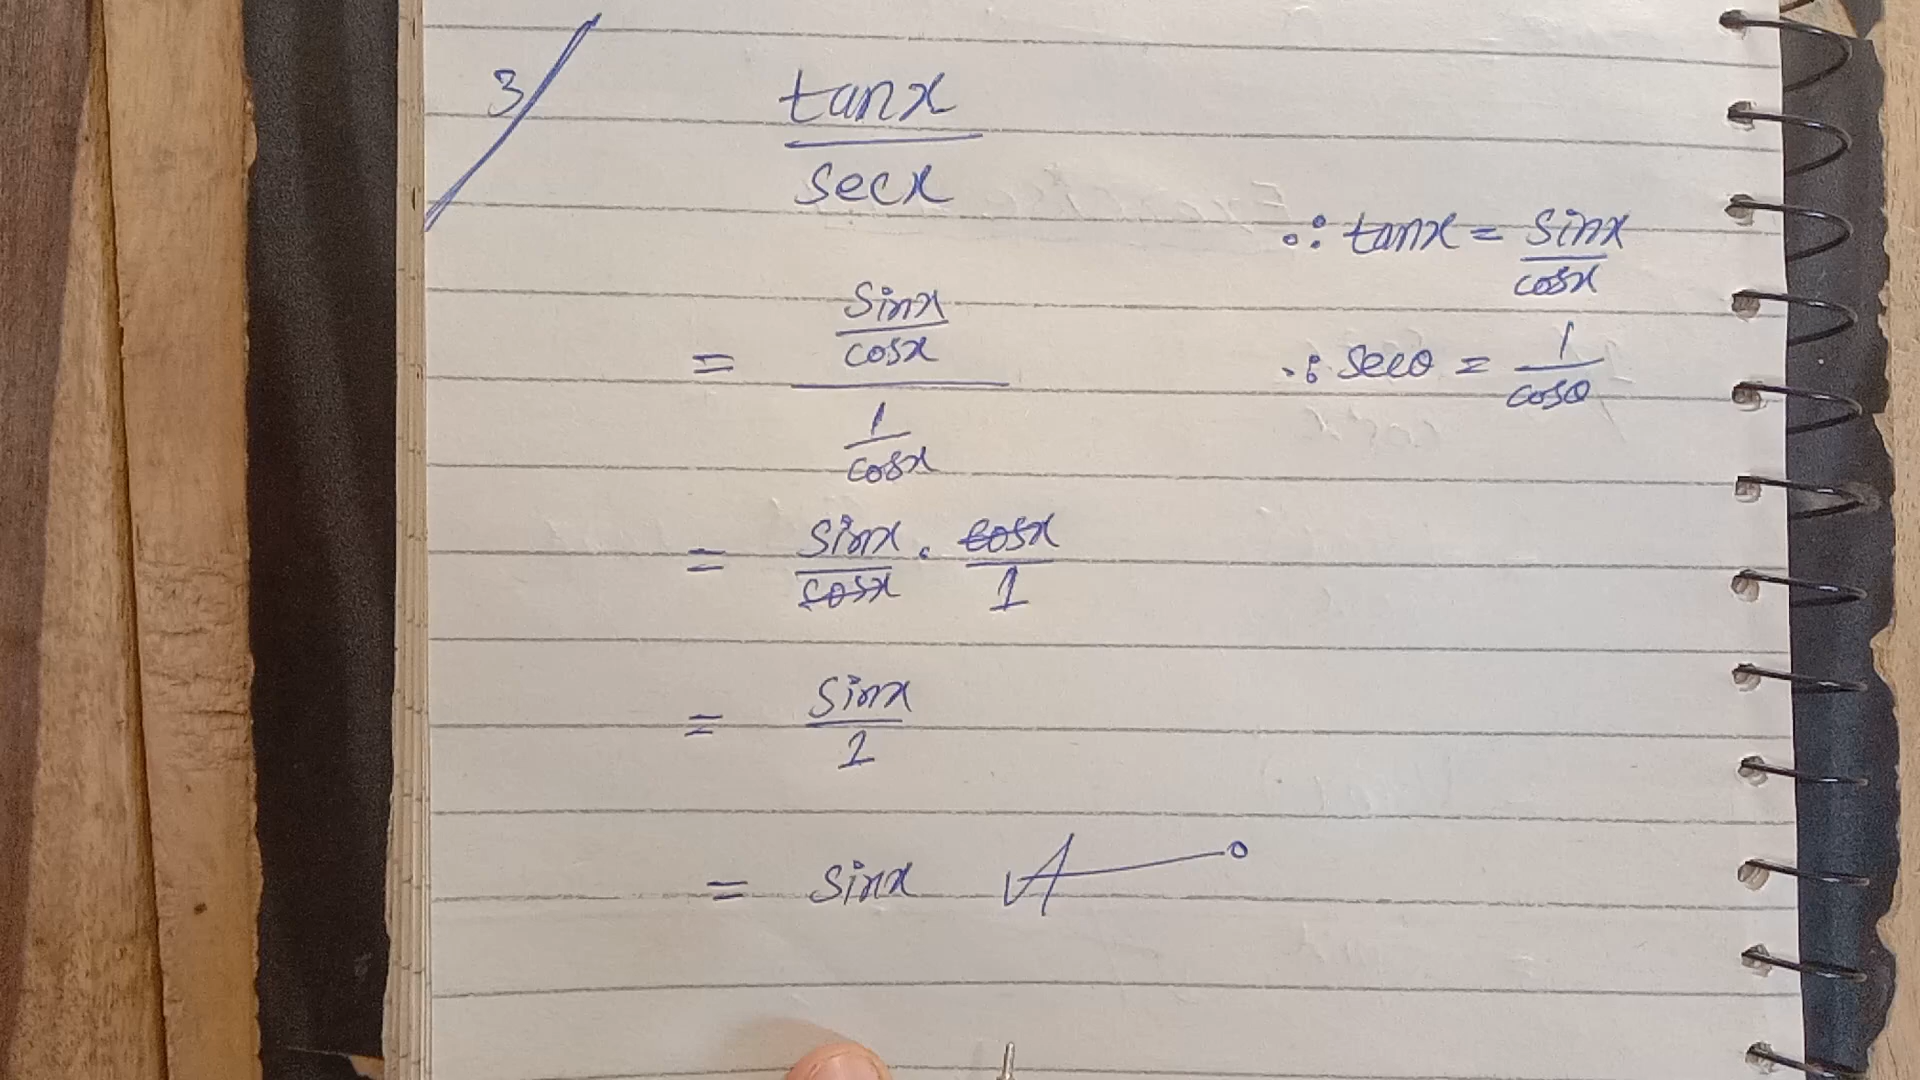 3/
tanx / secx
∴ tanx = sinx / cosx
= (sinx / cosx) / (1 / cosx)
∴ secθ = 1 / cosθ
= sinx / cosx . cosx / 1
= sinx / 1
= sinx A